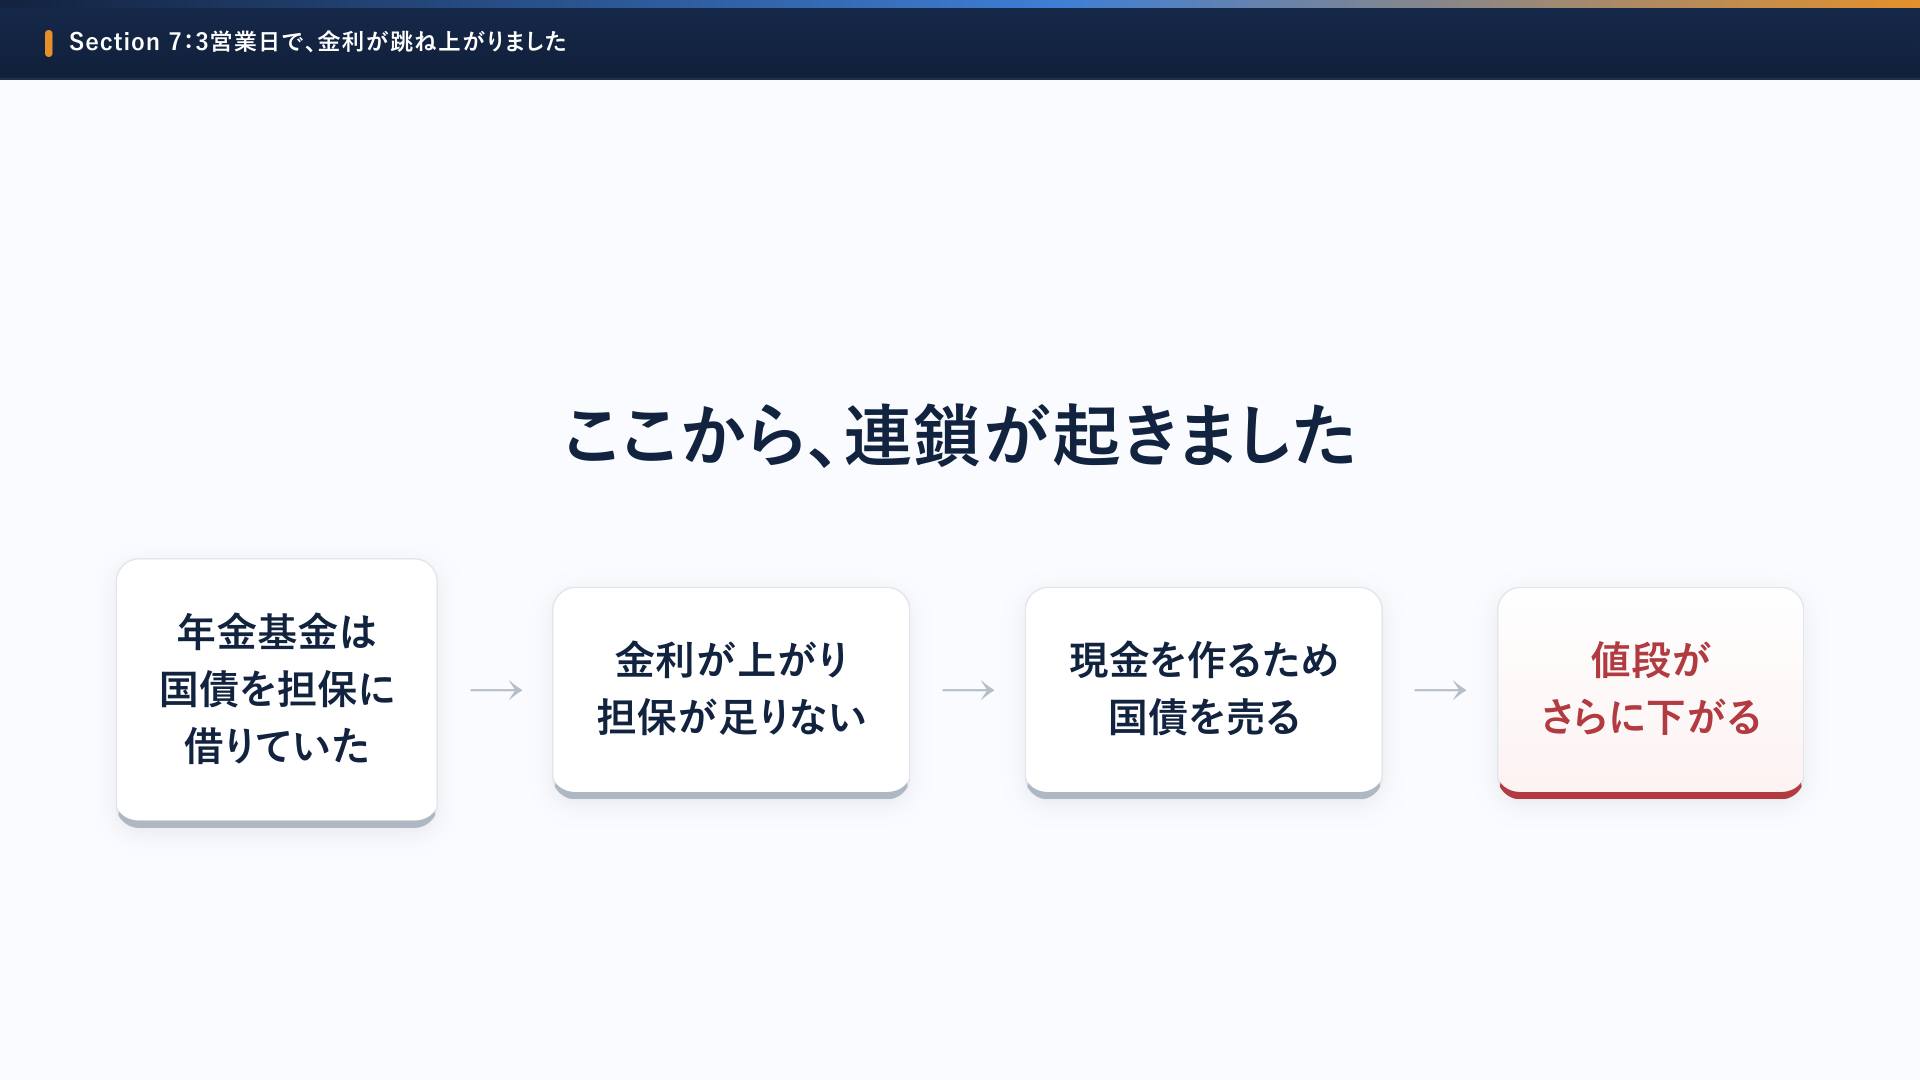 Section 7：3営業日で、金利が跳ね上がりました
ここから、連鎖が起きました
年金基金は
国債を担保に
借りていた
金利が上がり
担保が足りない
現金を作るため
国債を売る
値段が
さらに下がる